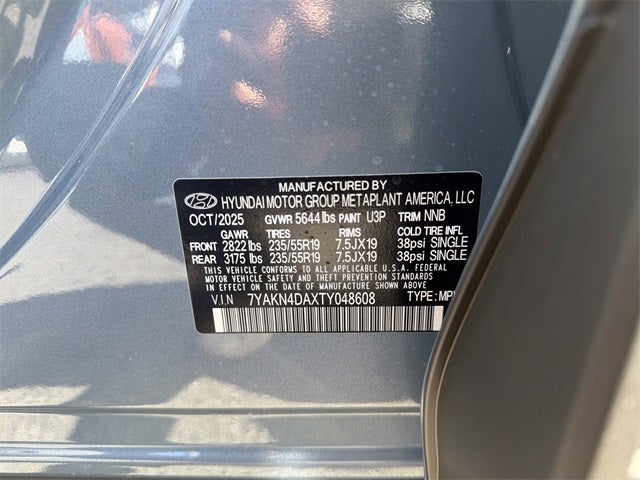 MANUFACTURED BY
HYUNDAI MOTOR GROUP METAPLANT AMERICA, LLC
OCT/2025 GVWR 5644 lbs PAINT U3P TRIM NNB
GAWR TIRES RIMS COLD TIRE INFL
FRONT 2822 lbs 235/55R19 7.5JX19 38psi SINGLE
REAR 3175 lbs 235/55R19 7.5JX19 38psi SINGLE
THIS VEHICLE CONFORMS TO ALL APPLICABLE U.S.A. FEDERAL
MOTOR VEHICLE SAFETY AND THEFT PREVENTION STANDARDS
IN EFFECT ON THE DATE OF MANUFACTURE SHOWN ABOVE
V.I.N 7YAKN4DAXTY048608 TYPE : MP